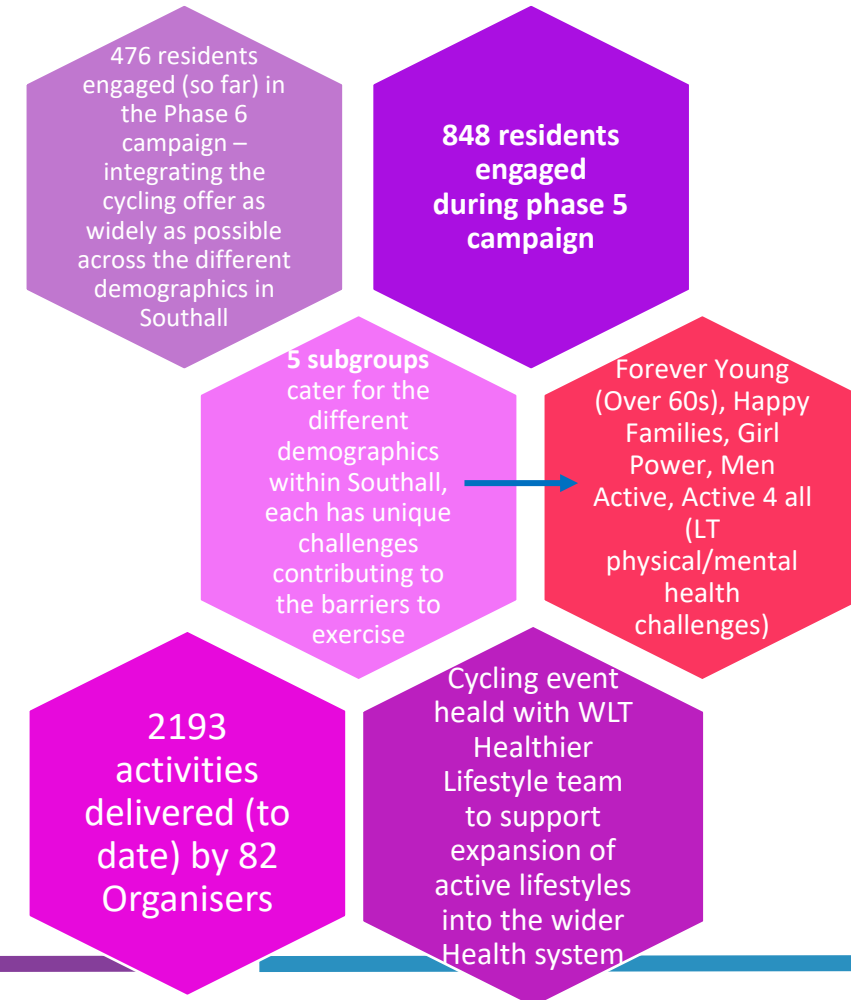 476 residents
engaged (so far) in
the Phase 6
campaign –
integrating the
cycling offer as
widely as possible
across the different
demographics in
Southall
848 residents
engaged
during phase 5
campaign
5 subgroups
cater for the
different
demographics
within Southall,
each has unique
challenges
contributing to
the barriers to
exercise
Forever Young
(Over 60s), Happy
Families, Girl
Power, Men
Active, Active 4 all
(LT
physical/mental
health
challenges)
2193
activities
delivered (to
date) by 82
Organisers
Cycling event
heald with WLT
Healthier
Lifestyle team
to support
expansion of
active lifestyles
into the wider
Health system